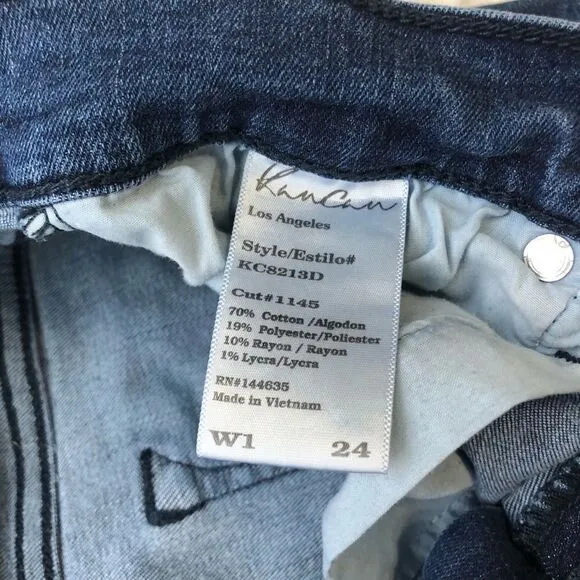 KanCan
Los Angeles
Style/Estilo#
KC8213D
Cut#1145
70% Cotton /Algodon
19% Polyester/Poliester
10% Rayon / Rayon
1% Lycra/Lycra
RN#144635
Made in Vietnam
W1 24